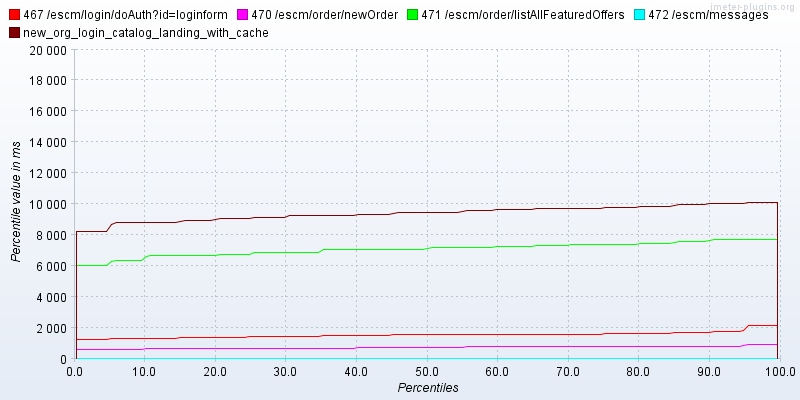 jmeter-plugins.org
467 /escm/login/doAuth?id=loginform 470 /escm/order/newOrder 471 /escm/order/listAllFeaturedOffers 472 /escm/messages
new_org_login_catalog_landing_with_cache
20 000
18 000
16 000
14 000
12 000
10 000
8 000
6 000
4 000
2 000
0
Percentile value in ms
0.0 10.0 20.0 30.0 40.0 50.0 60.0 70.0 80.0 90.0 100.0
Percentiles